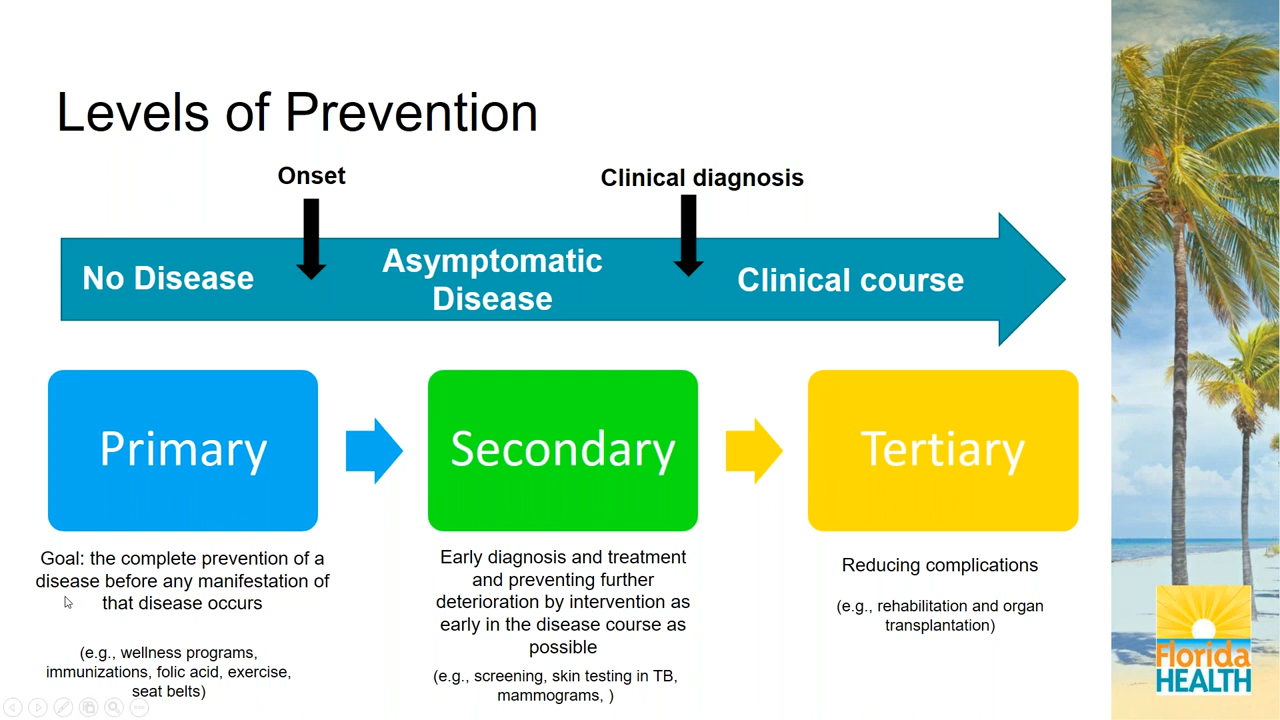 Levels of Prevention
Onset
Clinical diagnosis
No Disease
Asymptomatic
Disease
Clinical course
Primary
Secondary
Tertiary
Goal: the complete prevention of a
disease before any manifestation of
that disease occurs
(e.g., wellness programs,
immunizations, folic acid, exercise,
seat belts)
Early diagnosis and treatment
and preventing further
deterioration by intervention as
early in the disease course as
possible
(e.g., screening, skin testing in TB,
mammograms, )
Reducing complications
(e.g., rehabilitation and organ
transplantation)
Florida
HEALTH